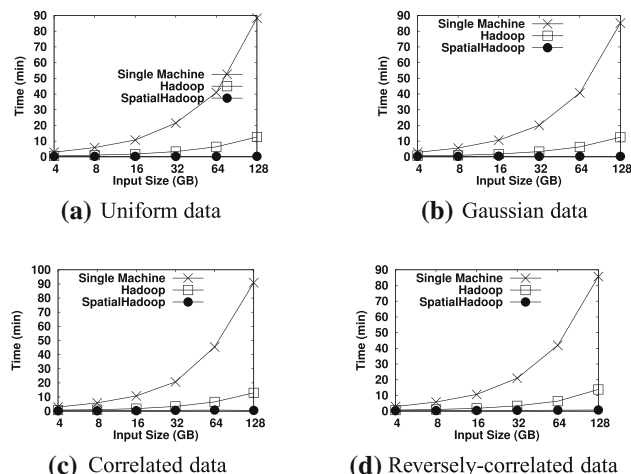 90
80
70
60
50
40
30
20
10
0
Time (min)
Single Machine
Hadoop
SpatialHadoop
4 8 16 32 64 128
Input Size (GB)
(a) Uniform data
90
80
70
60
50
40
30
20
10
0
Time (min)
Single Machine
Hadoop
SpatialHadoop
4 8 16 32 64 128
Input Size (GB)
(b) Gaussian data
100
90
80
70
60
50
40
30
20
10
0
Time (min)
Single Machine
Hadoop
SpatialHadoop
4 8 16 32 64 128
Input Size (GB)
(c) Correlated data
90
80
70
60
50
40
30
20
10
0
Time (min)
Single Machine
Hadoop
SpatialHadoop
4 8 16 32 64 128
Input Size (GB)
(d) Reversely-correlated data